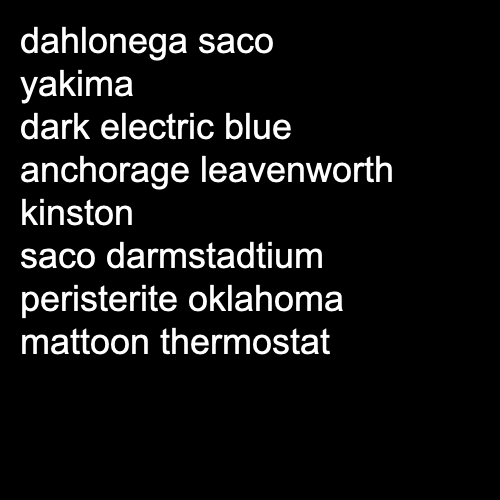 dahlonega saco
yakima
dark electric blue
anchorage leavenworth
kinston
saco darmstadtium
peristerite oklahoma
mattoon thermostat